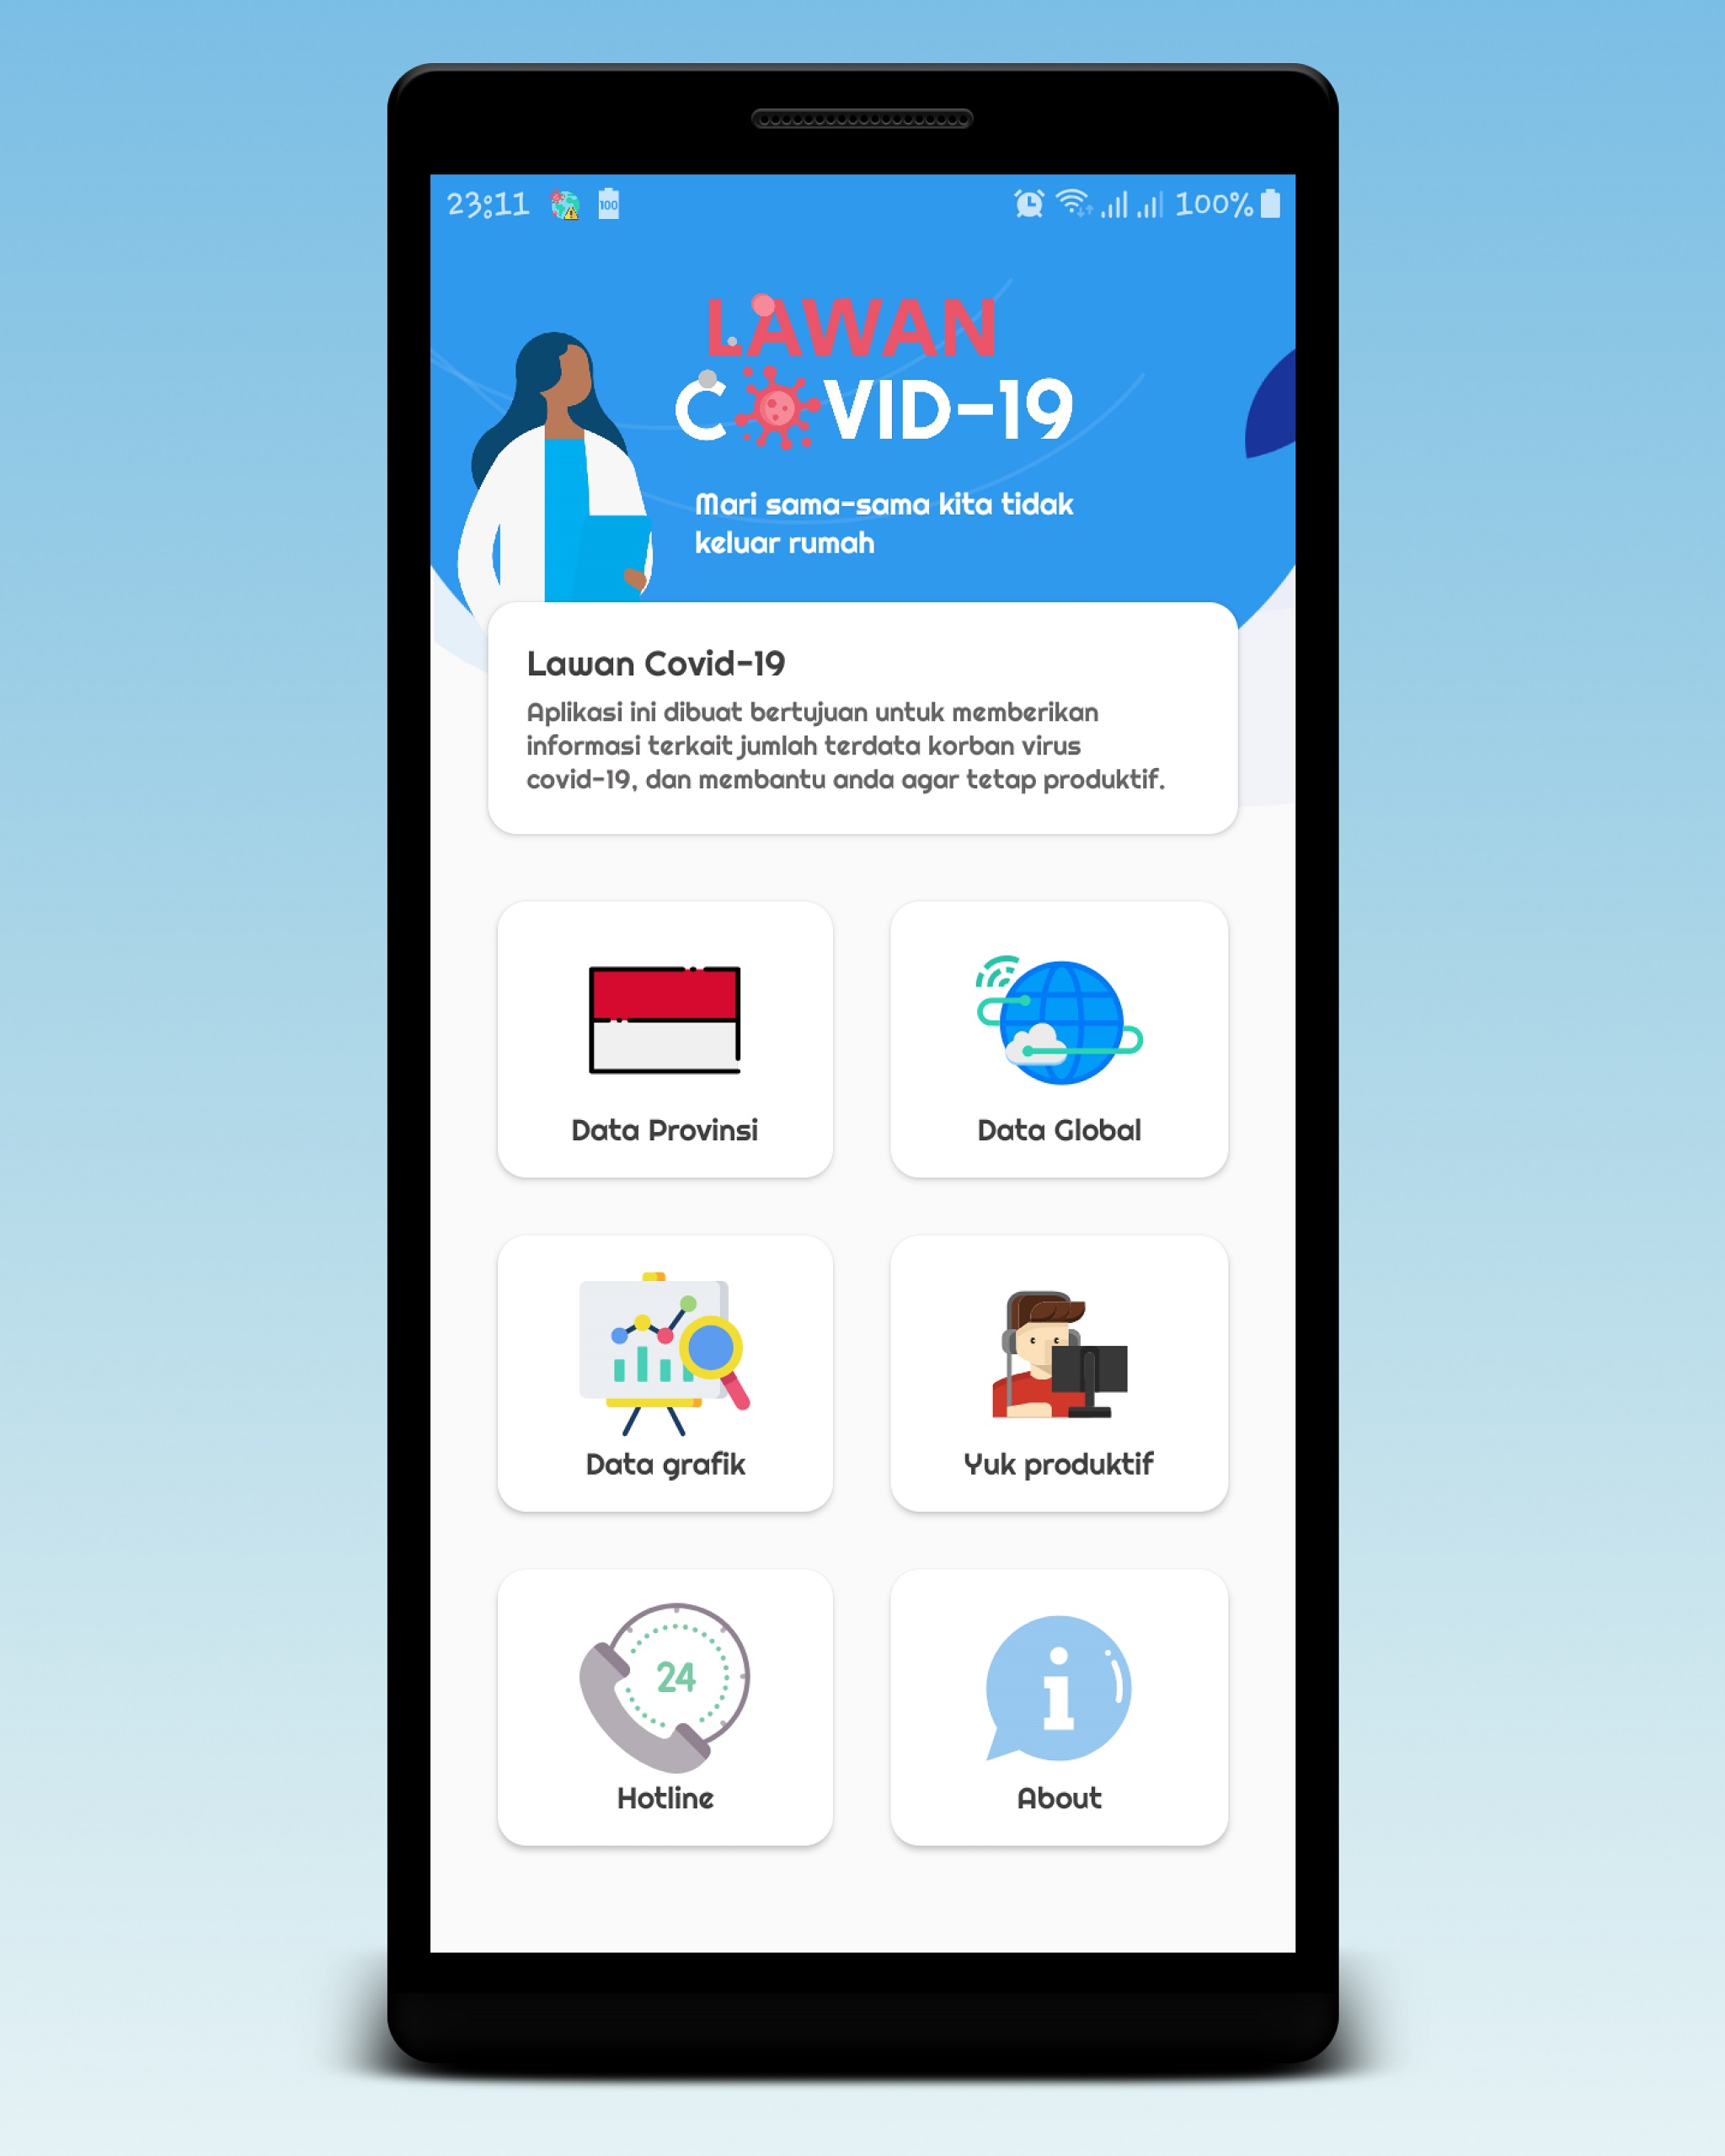 23:11 100 100%
LAWAN
COVID-19
Mari sama-sama kita tidak
keluar rumah
Lawan Covid-19
Aplikasi ini dibuat bertujuan untuk memberikan
informasi terkait jumlah terdata korban virus
covid-19, dan membantu anda agar tetap produktif.
Data Provinsi
Data Global
Data grafik
Yuk produktif
24
Hotline
About